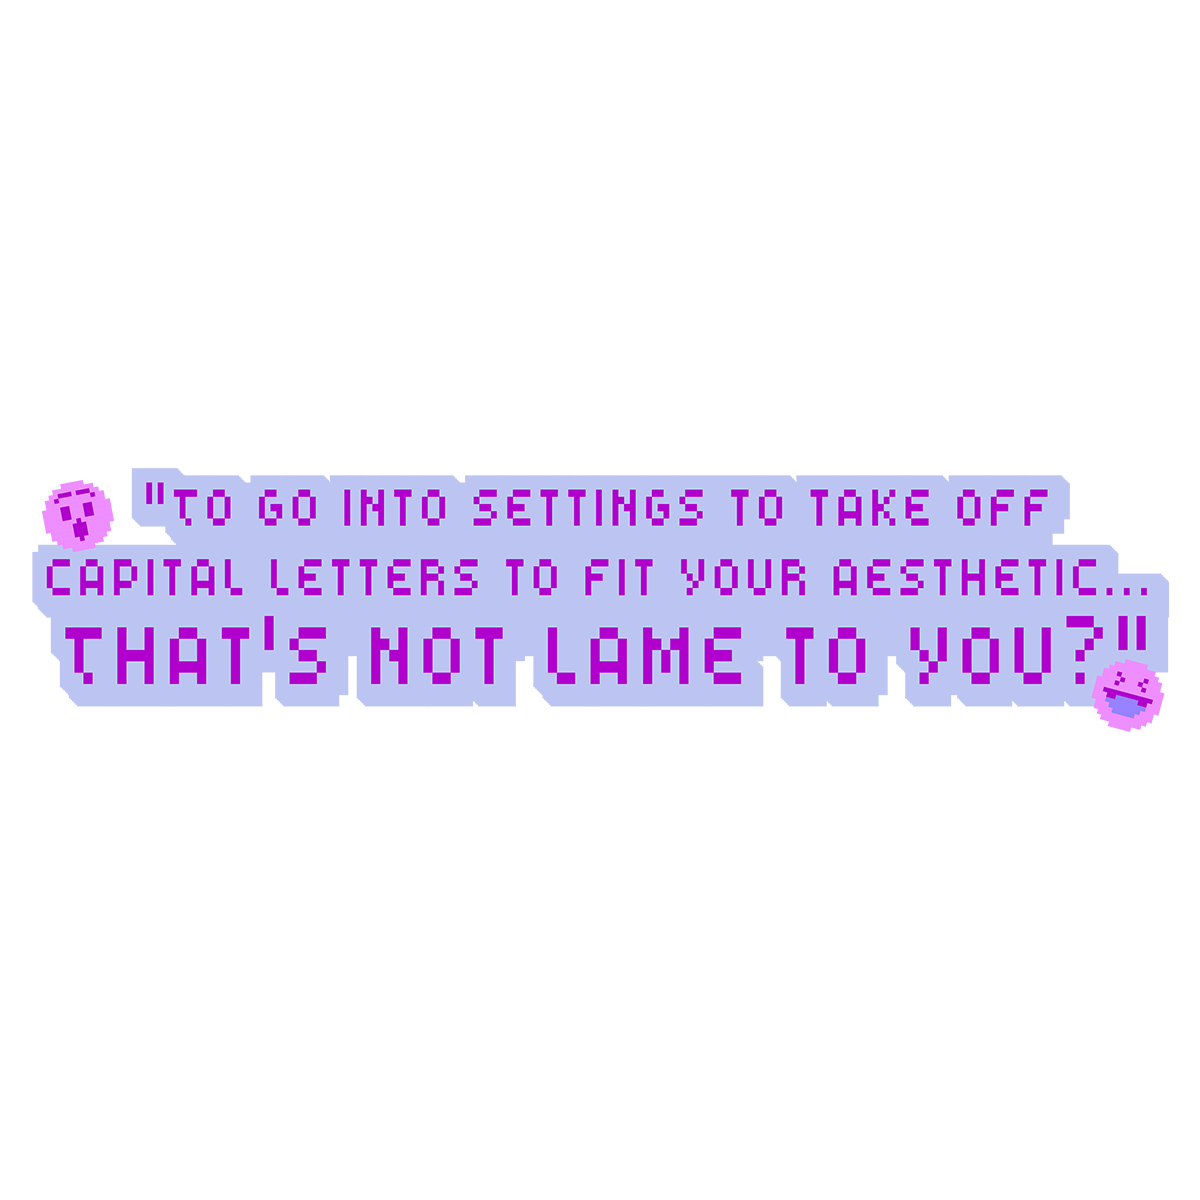 "TO GO INTO SETTINGS TO TAKE OFF
CAPITAL LETTERS TO FIT YOUR AESTHETIC...
THAT'S NOT LAME TO YOU?"